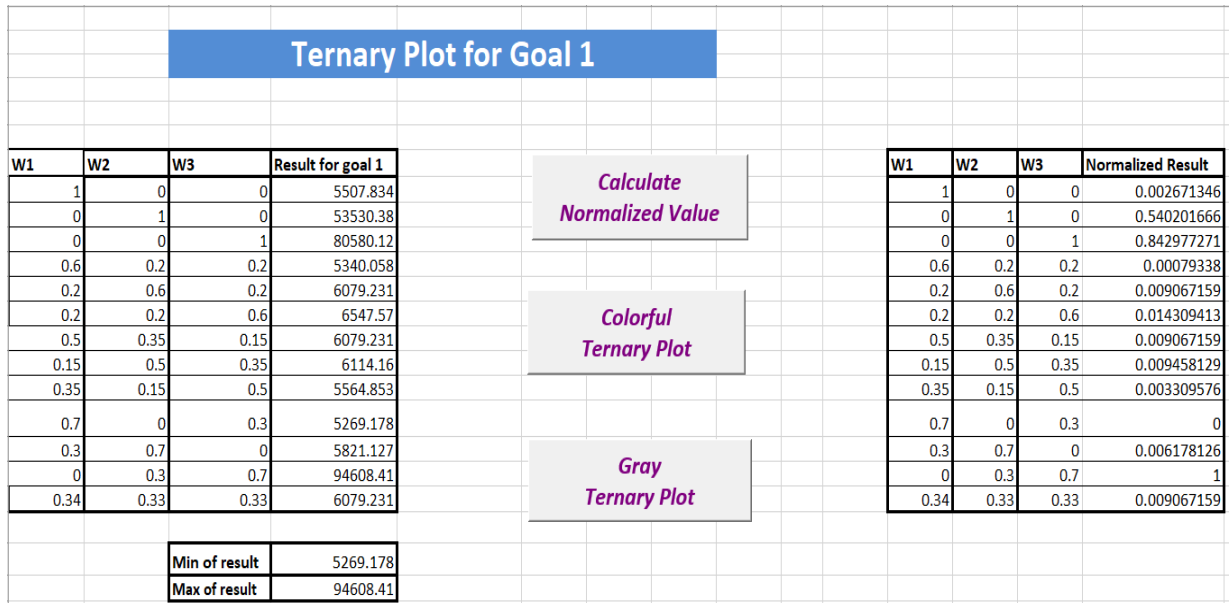 Ternary Plot for Goal 1
W1 W2 W3 Result for goal 1
1 0 0 5507.834
0 1 0 53530.38
0 0 1 80580.12
0.6 0.2 0.2 5340.058
0.2 0.6 0.2 6079.231
0.2 0.2 0.6 6547.57
0.5 0.35 0.15 6079.231
0.15 0.5 0.35 6114.16
0.35 0.15 0.5 5564.853
0.7 0 0.3 5269.178
0.3 0.7 0 5821.127
0 0.3 0.7 94608.41
0.34 0.33 0.33 6079.231
Min of result 5269.178
Max of result 94608.41
Calculate
Normalized Value
Colorful
Ternary Plot
Gray
Ternary Plot
W1 W2 W3 Normalized Result
1 0 0 0.002671346
0 1 0 0.540201666
0 0 1 0.842977271
0.6 0.2 0.2 0.00079338
0.2 0.6 0.2 0.009067159
0.2 0.2 0.6 0.014309413
0.5 0.35 0.15 0.009067159
0.15 0.5 0.35 0.009458129
0.35 0.15 0.5 0.003309576
0.7 0 0.3 0
0.3 0.7 0 0.006178126
0 0.3 0.7 1
0.34 0.33 0.33 0.009067159